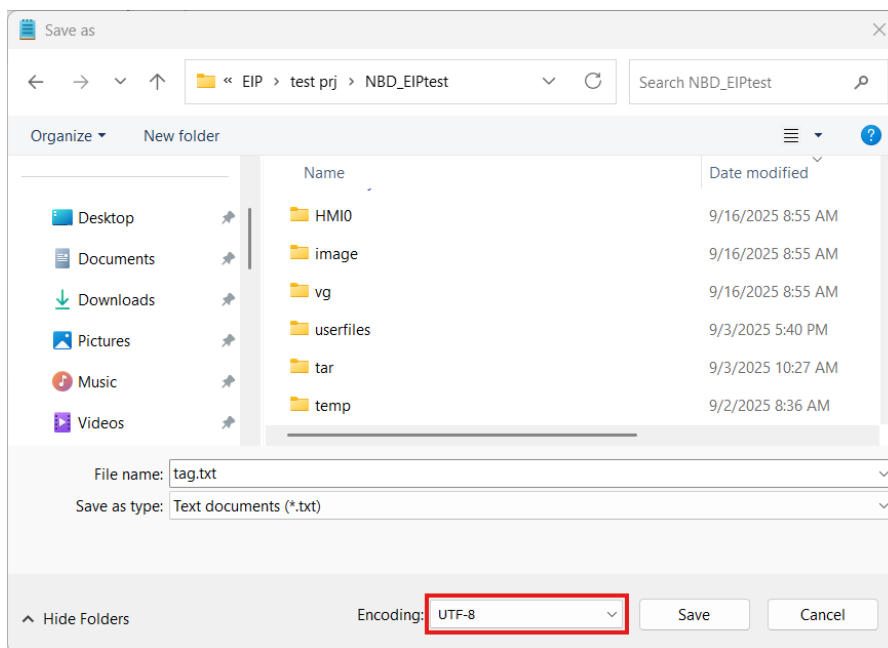 Save as
« EIP > test prj > NBD_EIPtest
Search NBD_EIPtest
Organize
New folder
?
Name
Date modified
Desktop
Documents
Downloads
Pictures
Music
Videos
HMI0 9/16/2025 8:55 AM
image 9/16/2025 8:55 AM
vg 9/16/2025 8:55 AM
userfiles 9/3/2025 5:40 PM
tar 9/3/2025 10:27 AM
temp 9/2/2025 8:36 AM
File name: tag.txt
Save as type: Text documents (*.txt)
Hide Folders
Encoding: UTF-8
Save
Cancel